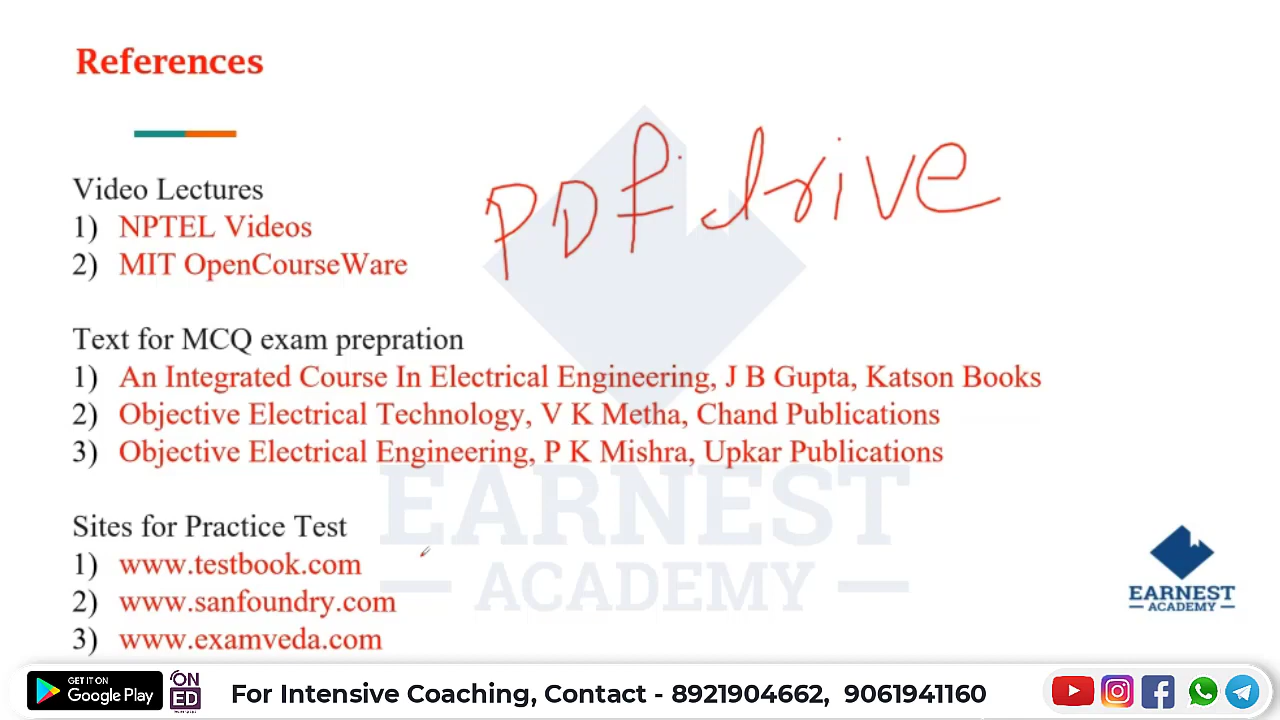 References
PDF drive
Video Lectures
1) NPTEL Videos
2) MIT OpenCourseWare
Text for MCQ exam prepration
1) An Integrated Course In Electrical Engineering, J B Gupta, Katson Books
2) Objective Electrical Technology, V K Metha, Chand Publications
3) Objective Electrical Engineering, P K Mishra, Upkar Publications
EARNEST
ACADEMY
Sites for Practice Test
1) www.testbook.com
2) www.sanfoundry.com
3) www.examveda.com
EARNEST
ACADEMY
GET IT ON
Google Play
ON
ED
For Intensive Coaching, Contact - 8921904662, 9061941160